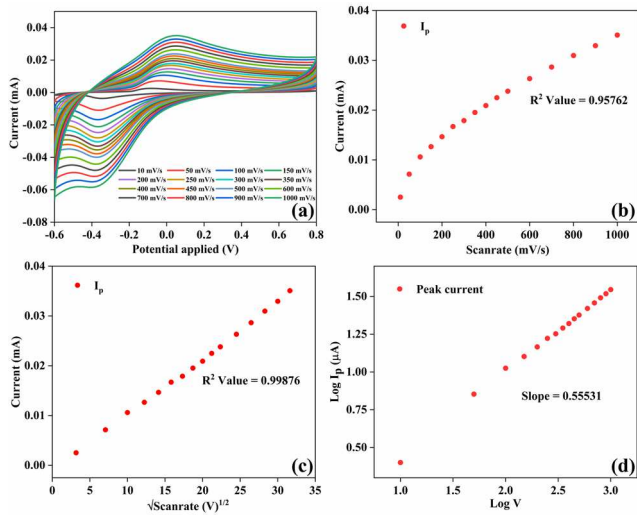 0.04
0.02
0.00
-0.02
-0.04
-0.06
-0.08
Current (mA)
10 mV/s 50 mV/s 100 mV/s 150 mV/s
200 mV/s 250 mV/s 300 mV/s 350 mV/s
400 mV/s 450 mV/s 500 mV/s 600 mV/s
700 mV/s 800 mV/s 900 mV/s 1000 mV/s
(a)
-0.6 -0.4 -0.2 0.0 0.2 0.4 0.6 0.8
Potential applied (V)
0.04
0.03
0.02
0.01
0.00
Current (mA)
Ip
R2 Value = 0.95762
(b)
0 200 400 600 800 1000
Scanrate (mV/s)
0.04
0.03
0.02
0.01
0.00
Current (mA)
Ip
R2 Value = 0.99876
(c)
0 5 10 15 20 25 30 35
√Scanrate (V)1/2
1.50
1.25
1.00
0.75
0.50
Log Ip (μA)
Peak current
Slope = 0.55531
(d)
1.0 1.5 2.0 2.5 3.0
Log V